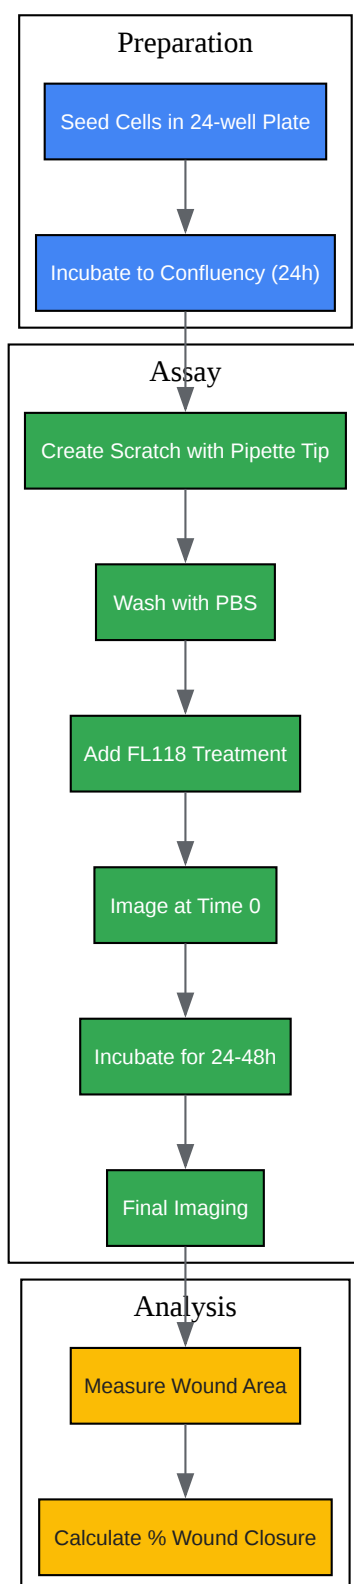 Preparation
Seed Cells in 24-well Plate
Incubate to Confluency (24h)
Assay
Create Scratch with Pipette Tip
Wash with PBS
Add FL118 Treatment
Image at Time 0
Incubate for 24-48h
Final Imaging
Analysis
Measure Wound Area
Calculate % Wound Closure